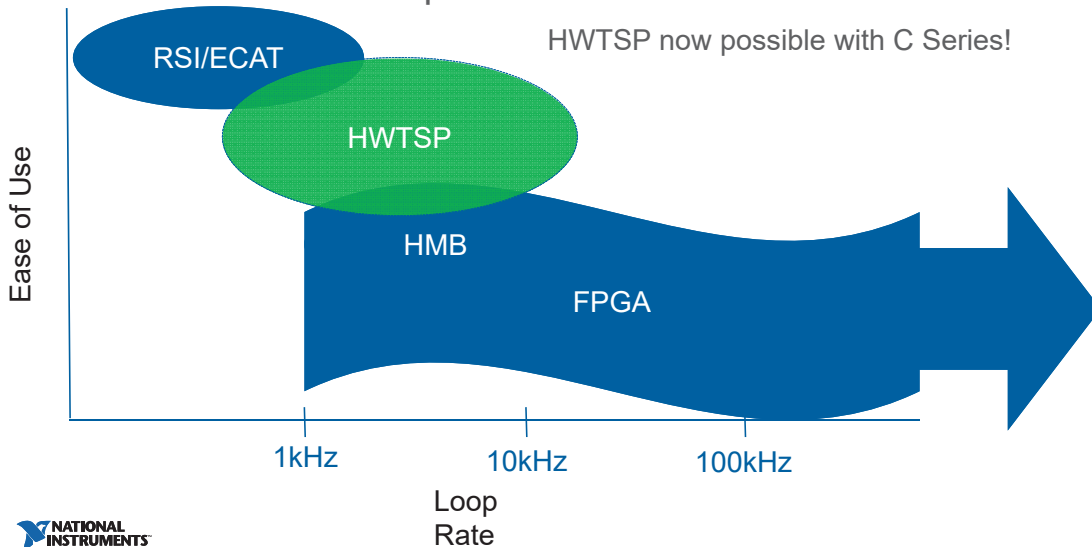 HWTSP now possible with C Series!
RSI/ECAT
HWTSP
HMB
FPGA
Ease of Use
1kHz
10kHz
100kHz
Loop
Rate
NATIONAL
INSTRUMENTS™